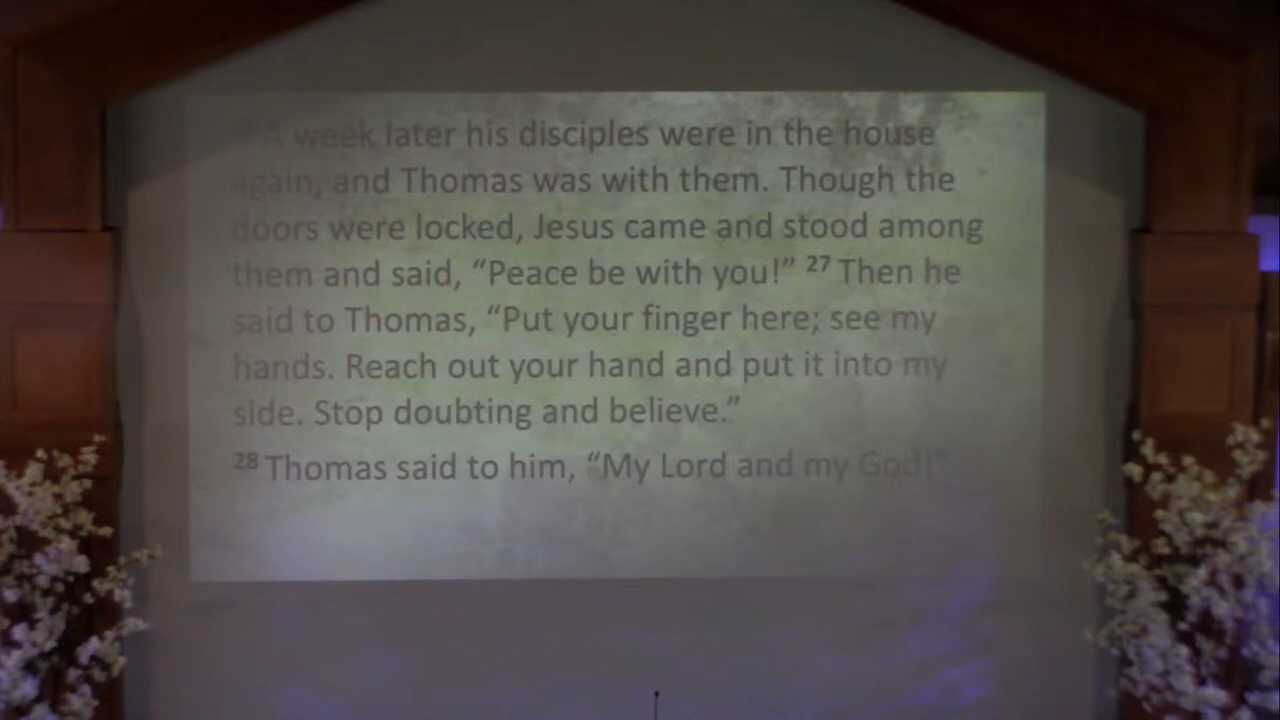 A week later his disciples were in the house
again, and Thomas was with them. Though the
doors were locked, Jesus came and stood among
them and said, “Peace be with you!” 27 Then he
said to Thomas, “Put your finger here; see my
hands. Reach out your hand and put it into my
side. Stop doubting and believe.”
28 Thomas said to him, “My Lord and my God!”